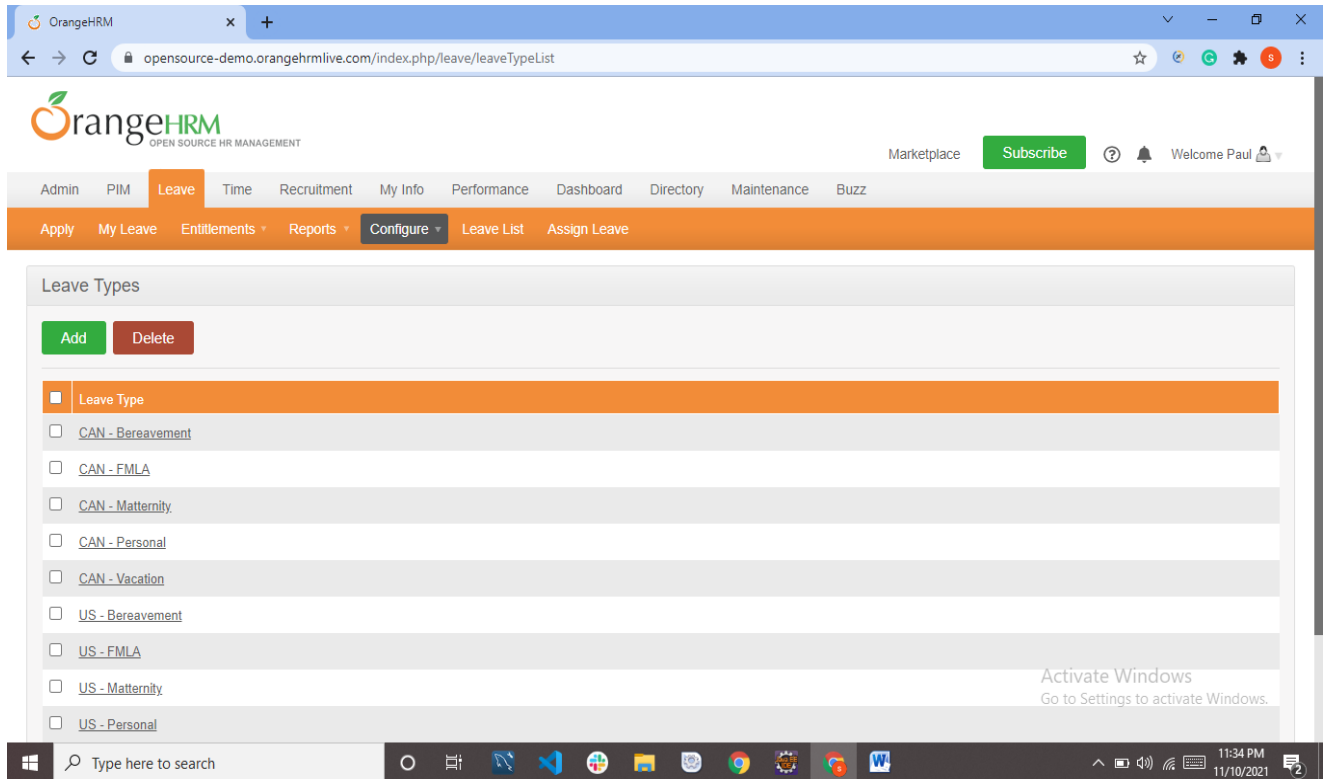 OrangeHRM
opensource-demo.orangehrmlive.com/index.php/leave/leaveTypeList
OrangeHRM
OPEN SOURCE HR MANAGEMENT
Marketplace Subscribe Welcome Paul
Admin PIM Leave Time Recruitment My Info Performance Dashboard Directory Maintenance Buzz
Apply My Leave Entitlements Reports Configure Leave List Assign Leave
Leave Types
Add Delete
Leave Type
CAN - Bereavement
CAN - FMLA
CAN - Matternity
CAN - Personal
CAN - Vacation
US - Bereavement
US - FMLA
US - Matternity
US - Personal
Activate Windows
Go to Settings to activate Windows.
Type here to search
11:34 PM
11/10/2021